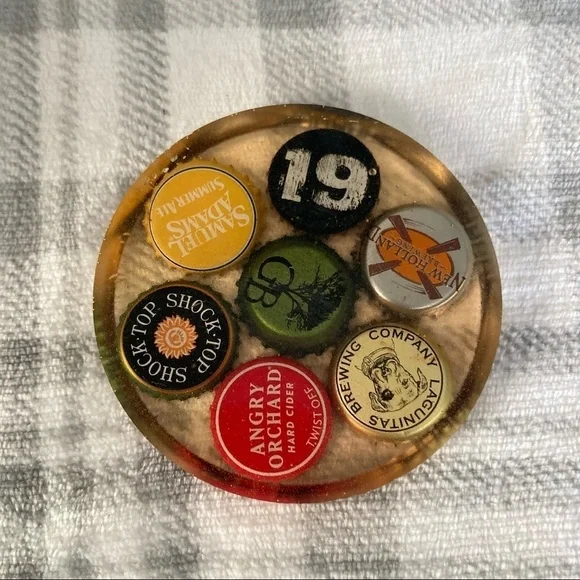 19
SAMUEL
ADAMS
SUMMER ALE
NEW HOLLAND
BREWING
GB
SHOCK·TOP·SHOCK·TOP
BREWING COMPANY LAGUNITAS
ANGRY
ORCHARD
HARD CIDER
TWIST OFF